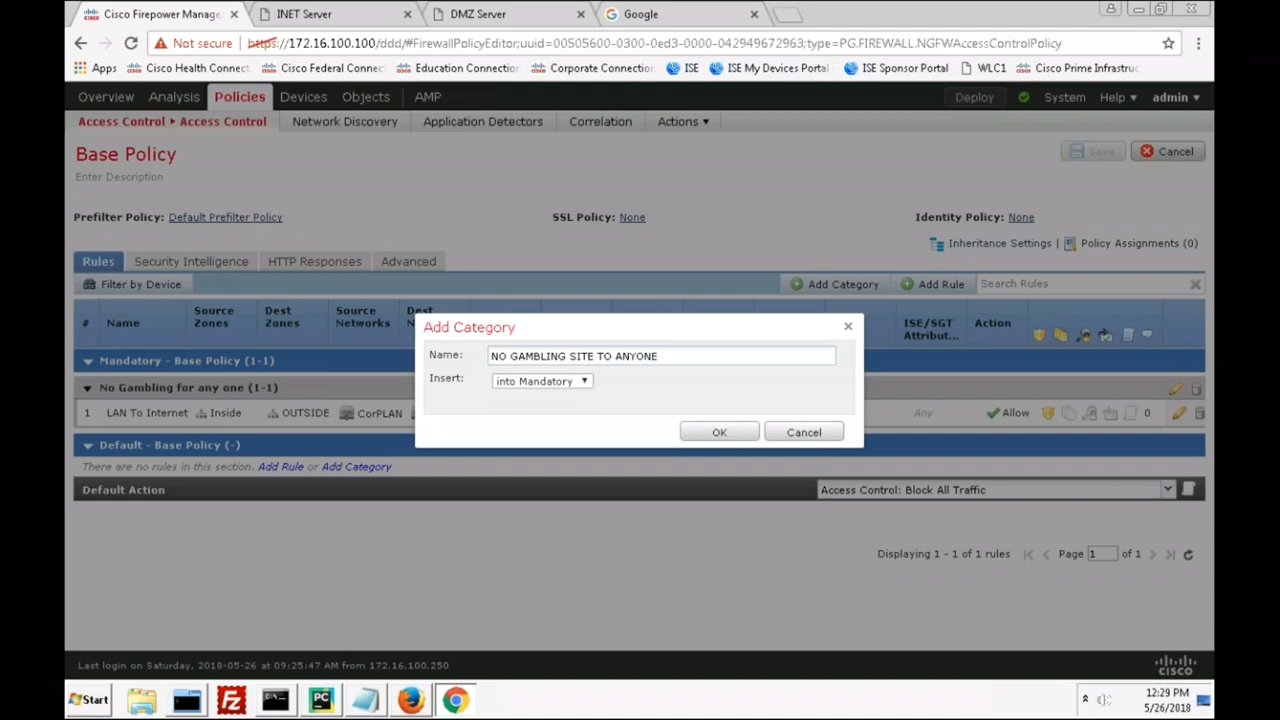 Cisco Firepower Manage
INET Server
DMZ Server
Google
Not secure https://172.16.100.100/ddd/#FirewallPolicyEditor;uuid=00505600-0300-0ed3-0000-042949672963;type=PG.FIREWALL.NGFWAccessControlPolicy
Apps Cisco Health Connect Cisco Federal Connect Education Connection Corporate Connection ISE ISE My Devices Portal ISE Sponsor Portal WLC1 Cisco Prime Infrastruc
Overview Analysis Policies Devices Objects AMP Deploy System Help admin
Access Control Access Control Network Discovery Application Detectors Correlation Actions
Base Policy
Save Cancel
Enter Description
Prefilter Policy: Default Prefilter Policy SSL Policy: None Identity Policy: None
Inheritance Settings | Policy Assignments (0)
Rules Security Intelligence HTTP Responses Advanced
Filter by Device Add Category Add Rule Search Rules
# Name Source Zones Dest Zones Source Networks Dest ISE/SGT Attribut... Action
Add Category
Name: NO GAMBLING SITE TO ANYONE
Insert: into Mandatory
OK Cancel
Mandatory - Base Policy (1-1)
No Gambling for any one (1-1)
1 LAN To Internet Inside OUTSIDE CorPLAN Any Allow 0
Default - Base Policy (-)
There are no rules in this section. Add Rule or Add Category
Default Action Access Control: Block All Traffic
Displaying 1 - 1 of 1 rules Page 1 of 1
Last login on Saturday, 2018-05-26 at 09:25:47 AM from 172.16.100.250
CISCO
Start
12:29 PM
5/26/2018